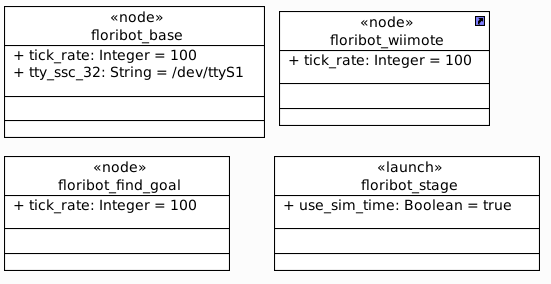 «node»
floribot_base
+ tick_rate: Integer = 100
+ tty_ssc_32: String = /dev/ttyS1
«node»
floribot_wiimote
+ tick_rate: Integer = 100
«node»
floribot_find_goal
+ tick_rate: Integer = 100
«launch»
floribot_stage
+ use_sim_time: Boolean = true